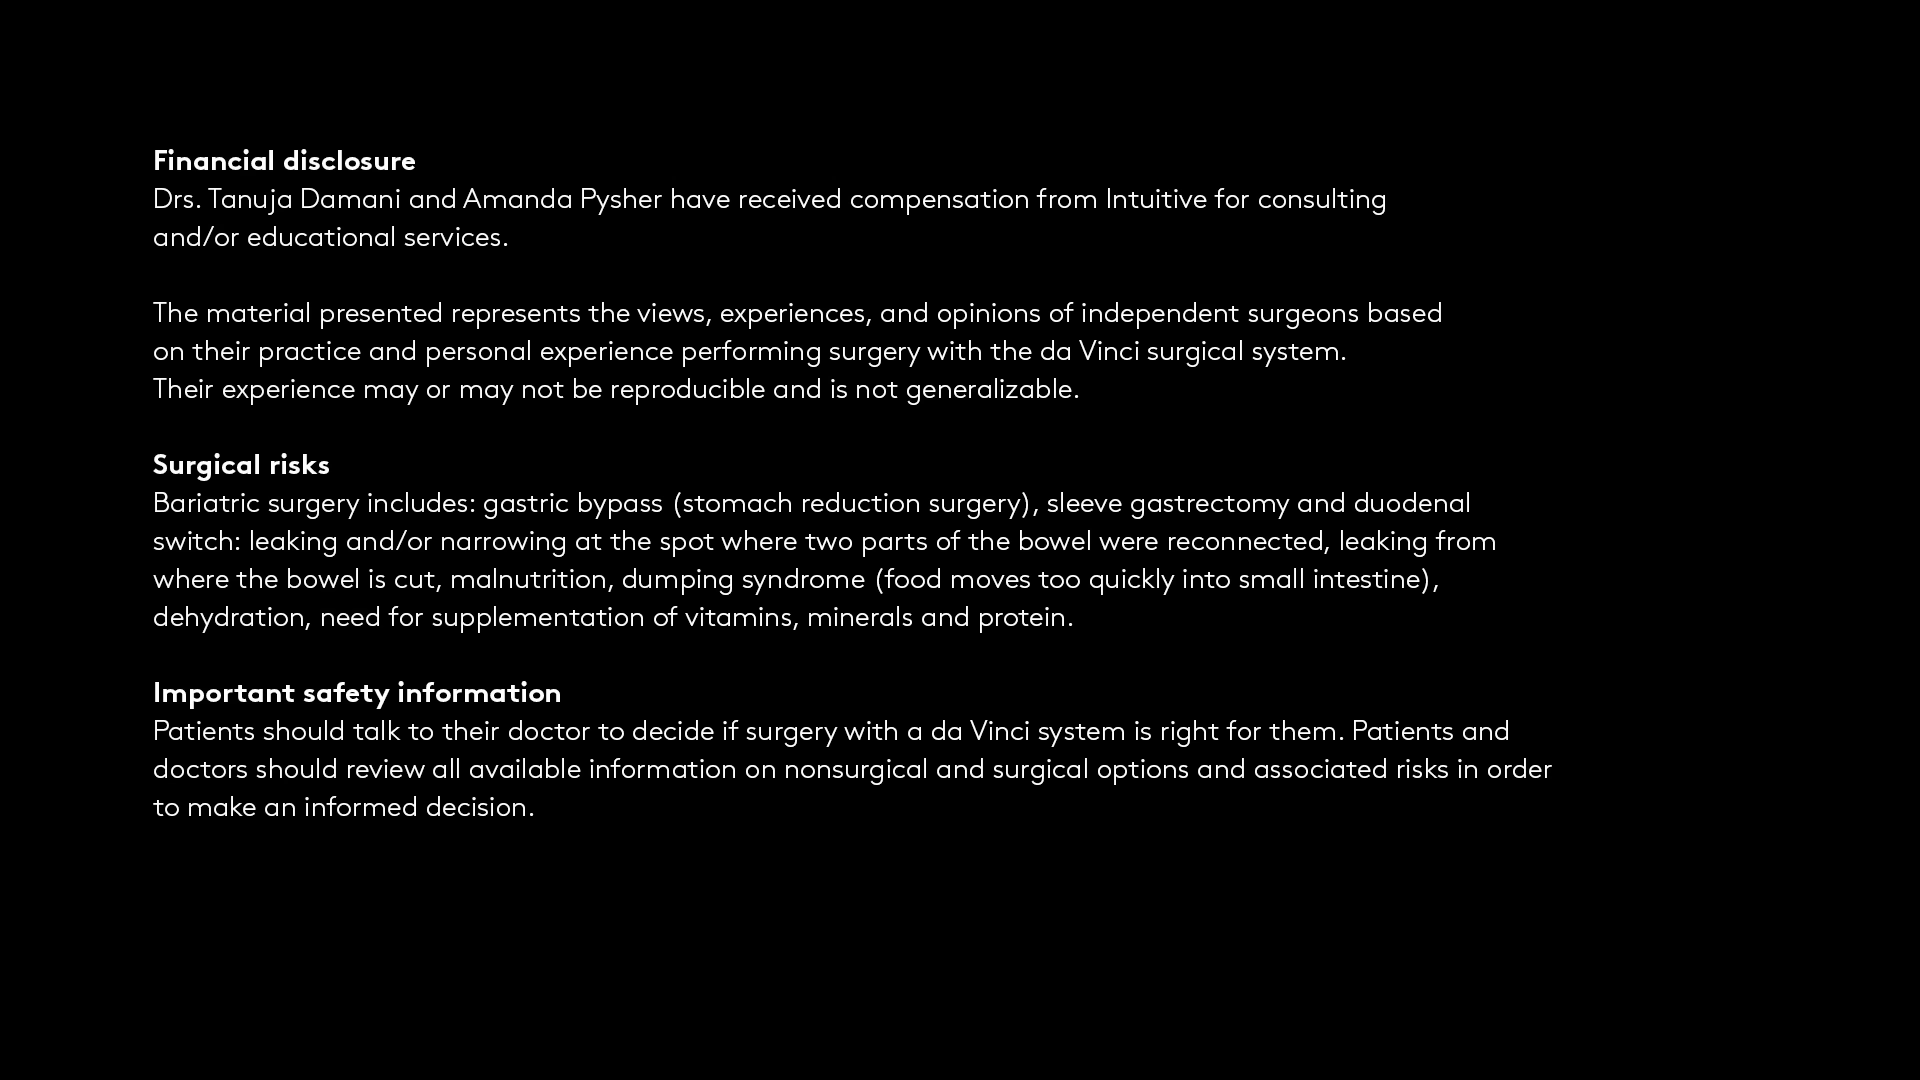 Financial disclosure
Drs. Tanuja Damani and Amanda Pysher have received compensation from Intuitive for consulting
and/or educational services.
The material presented represents the views, experiences, and opinions of independent surgeons based
on their practice and personal experience performing surgery with the da Vinci surgical system.
Their experience may or may not be reproducible and is not generalizable.
Surgical risks
Bariatric surgery includes: gastric bypass (stomach reduction surgery), sleeve gastrectomy and duodenal
switch: leaking and/or narrowing at the spot where two parts of the bowel were reconnected, leaking from
where the bowel is cut, malnutrition, dumping syndrome (food moves too quickly into small intestine),
dehydration, need for supplementation of vitamins, minerals and protein.
Important safety information
Patients should talk to their doctor to decide if surgery with a da Vinci system is right for them. Patients and
doctors should review all available information on nonsurgical and surgical options and associated risks in order
to make an informed decision.